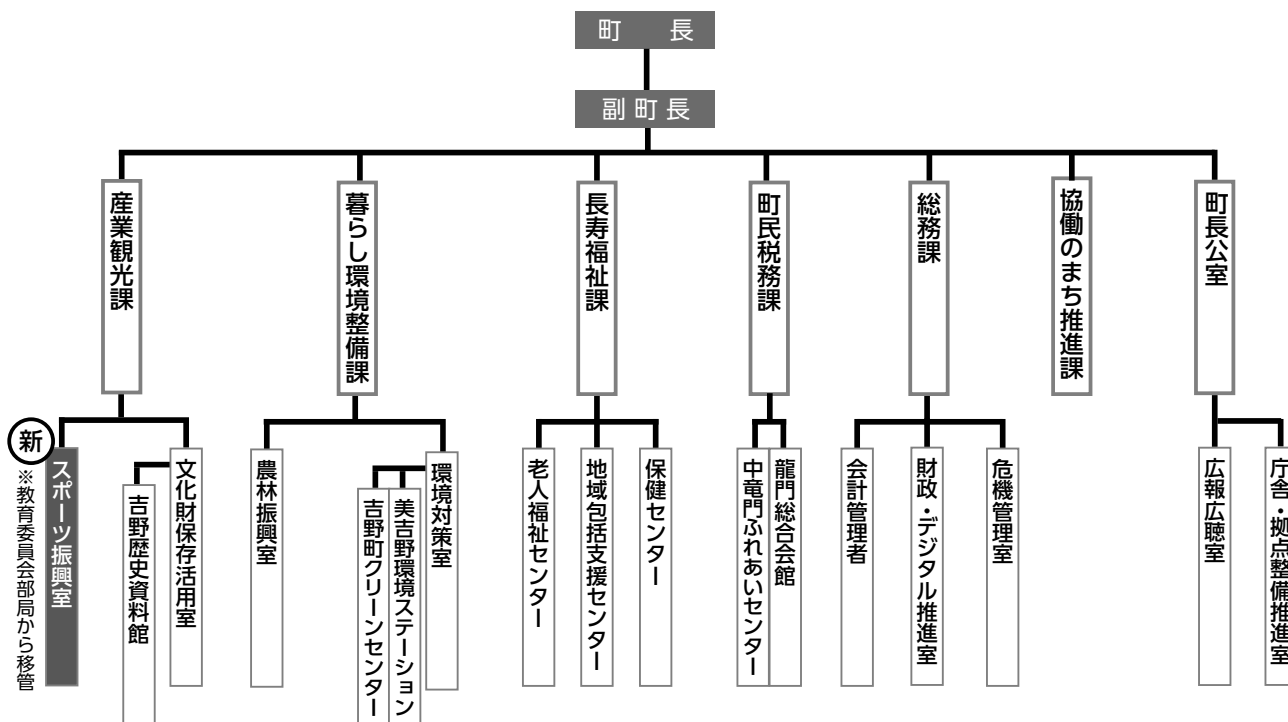 町 長
副町長
町長公室
協働のまち推進課
総務課
町民税務課
長寿福祉課
暮らし環境整備課
産業観光課
庁舎・拠点整備推進室
広報広聴室
危機管理室
財政・デジタル推進室
会計管理者
龍門総合会館
中竜門ふれあいセンター
保健センター
地域包括支援センター
老人福祉センター
環境対策室
美吉野環境ステーション
吉野町クリーンセンター
農林振興室
文化財保存活用室
吉野歴史資料館
スポーツ振興室
新
※教育委員会部局から移管